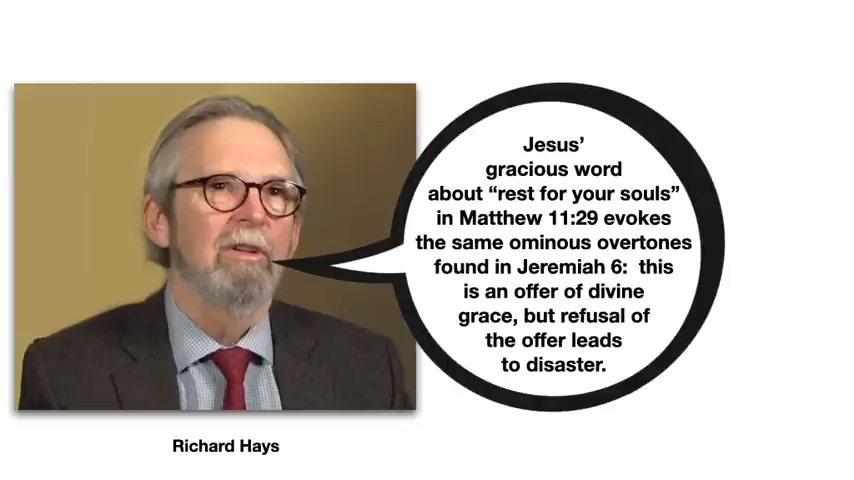 Jesus’
gracious word
about “rest for your souls”
in Matthew 11:29 evokes
the same ominous overtones
found in Jeremiah 6:  this
is an offer of divine
grace, but refusal of
the offer leads
to disaster.
Richard Hays